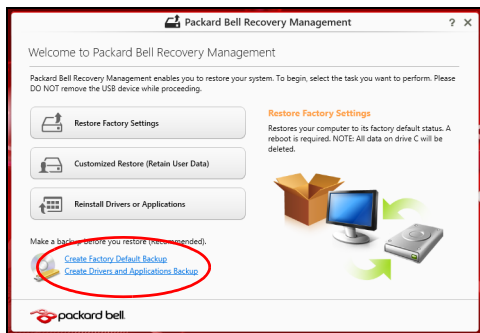 Packard Bell Recovery Management
? X
Welcome to Packard Bell Recovery Management
Packard Bell Recovery Management enables you to restore your system. To begin, select the task you want to perform. Please
DO NOT remove the USB device while proceeding.
Restore Factory Settings
Customized Restore (Retain User Data)
Reinstall Drivers or Applications
Restore Factory Settings
Restores your computer to its factory default status. A
reboot is required. NOTE: All data on drive C will be
deleted.
Make a backup before you restore (Recommended).
Create Factory Default Backup
Create Drivers and Applications Backup
packard bell